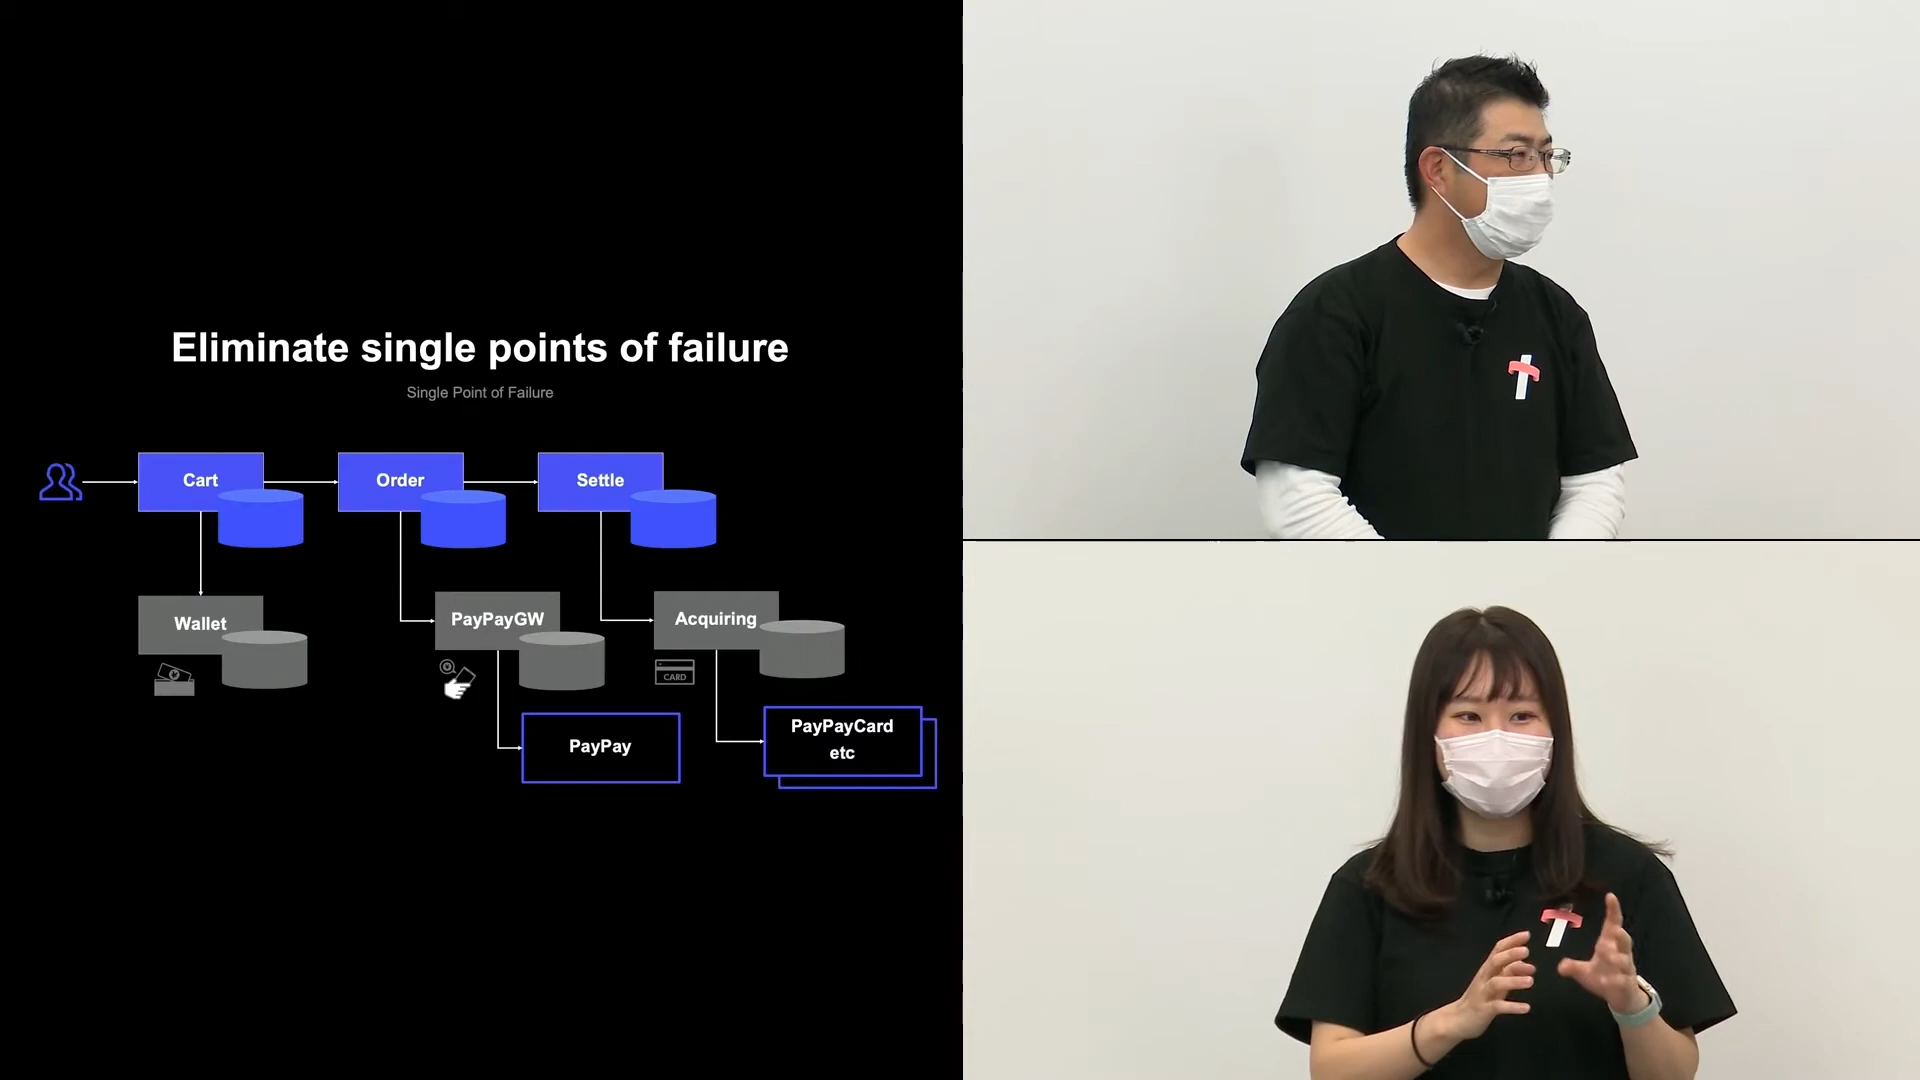 Eliminate single points of failure
Single Point of Failure
Cart
Order
Settle
Wallet
PayPayGW
Acquiring
CARD
PayPay
PayPayCard
etc